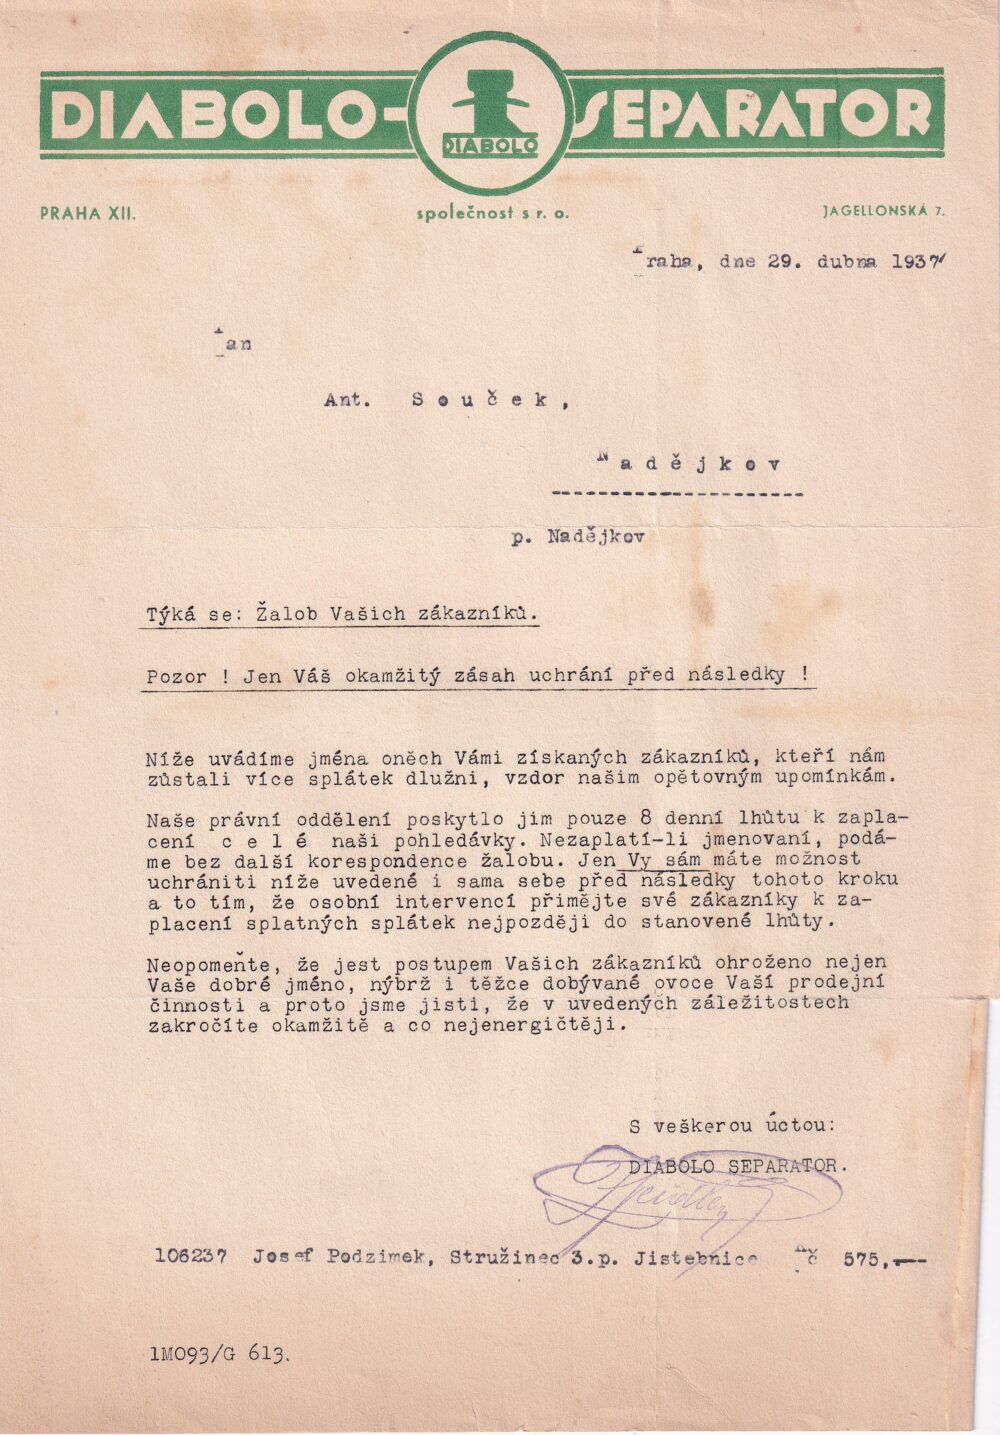 DIABOLO-SEPARATOR
DIABOLO
PRAHA XII. společnost s r. o. JAGELLONSKÁ 7.
Praha, dne 29. dubna 1937
Pan
Ant. Souček,
Nadějkov
p. Nadějkov
Týká se: Žalob Vašich zákazníků.
Pozor ! Jen Váš okamžitý zásah uchrání před následky !
Níže uvádíme jména oněch Vámi získaných zákazníků, kteří nám
zůstali více splátek dlužni, vzdor našim opětovným upomínkám.
Naše právní oddělení poskytlo jim pouze 8 denní lhůtu k zapla-
cení c e l é naši pohledávky. Nezaplatí-li jmenovaní, podá-
me bez další korespondence žalobu. Jen Vy sám máte možnost
uchrániti níže uvedené i sama sebe před následky tohoto kroku
a to tím, že osobní intervencí přimějte své zákazníky k za-
placení splatných splátek nejpozději do stanovené lhůty.
Neopomeňte, že jest postupem Vašich zákazníků ohroženo nejen
Vaše dobré jméno, nýbrž i těžce dobývané ovoce Vaší prodejní
činnosti a proto jsme jisti, že v uvedených záležitostech
zakročíte okamžitě a co nejenergičtěji.
S veškerou úctou:
DIABOLO SEPARATOR.
106237 Josef Podzimek, Stružinec 3.p. Jistebnice Kč 575,--
1M093/G 613.